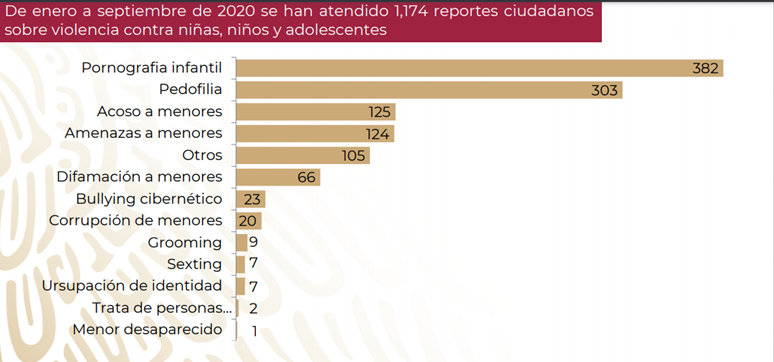 De enero a septiembre de 2020 se han atendido 1,174 reportes ciudadanos
sobre violencia contra niñas, niños y adolescentes
Pornografia infantil 382
Pedofilia 303
Acoso a menores 125
Amenazas a menores 124
Otros 105
Difamación a menores 66
Bullying cibernético 23
Corrupción de menores 20
Grooming 9
Sexting 7
Ursupación de identidad 7
Trata de personas... 2
Menor desaparecido 1